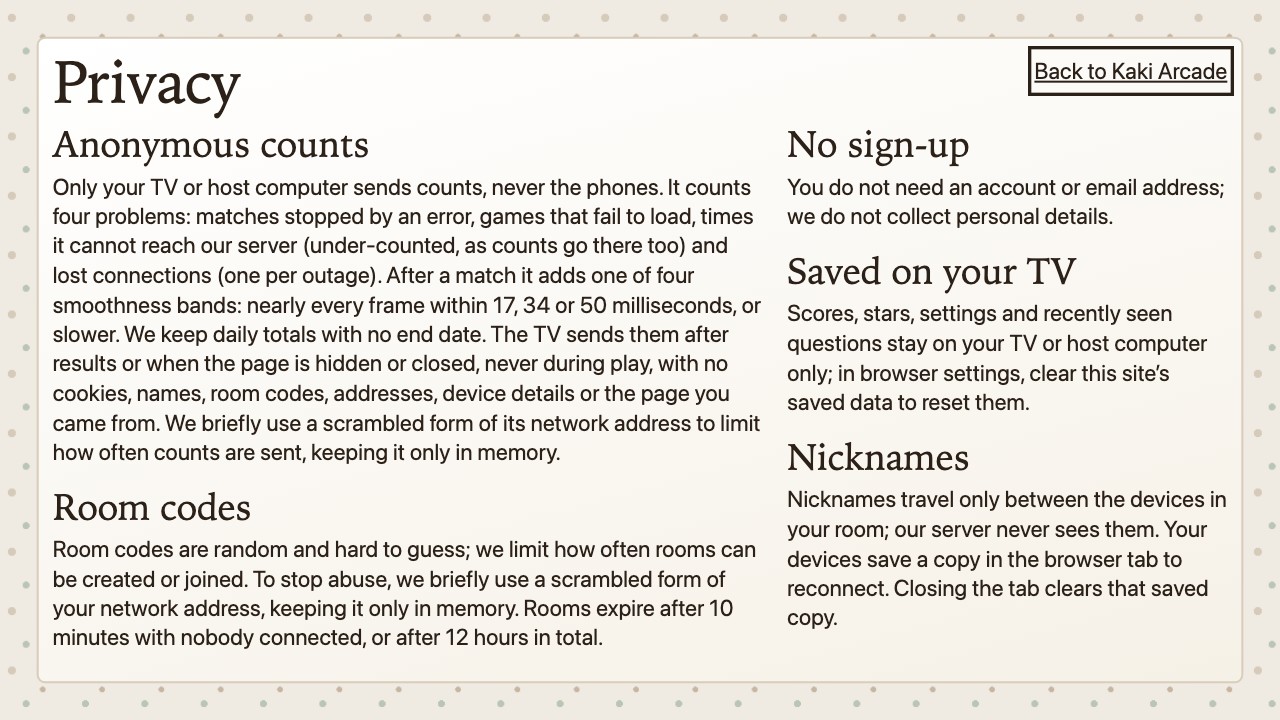 Privacy
Back to Kaki Arcade
Anonymous counts
Only your TV or host computer sends counts, never the phones. It counts
four problems: matches stopped by an error, games that fail to load, times
it cannot reach our server (under-counted, as counts go there too) and
lost connections (one per outage). After a match it adds one of four
smoothness bands: nearly every frame within 17, 34 or 50 milliseconds, or
slower. We keep daily totals with no end date. The TV sends them after
results or when the page is hidden or closed, never during play, with no
cookies, names, room codes, addresses, device details or the page you
came from. We briefly use a scrambled form of its network address to limit
how often counts are sent, keeping it only in memory.
Room codes
Room codes are random and hard to guess; we limit how often rooms can
be created or joined. To stop abuse, we briefly use a scrambled form of
your network address, keeping it only in memory. Rooms expire after 10
minutes with nobody connected, or after 12 hours in total.
No sign-up
You do not need an account or email address;
we do not collect personal details.
Saved on your TV
Scores, stars, settings and recently seen
questions stay on your TV or host computer
only; in browser settings, clear this site’s
saved data to reset them.
Nicknames
Nicknames travel only between the devices in
your room; our server never sees them. Your
devices save a copy in the browser tab to
reconnect. Closing the tab clears that saved
copy.